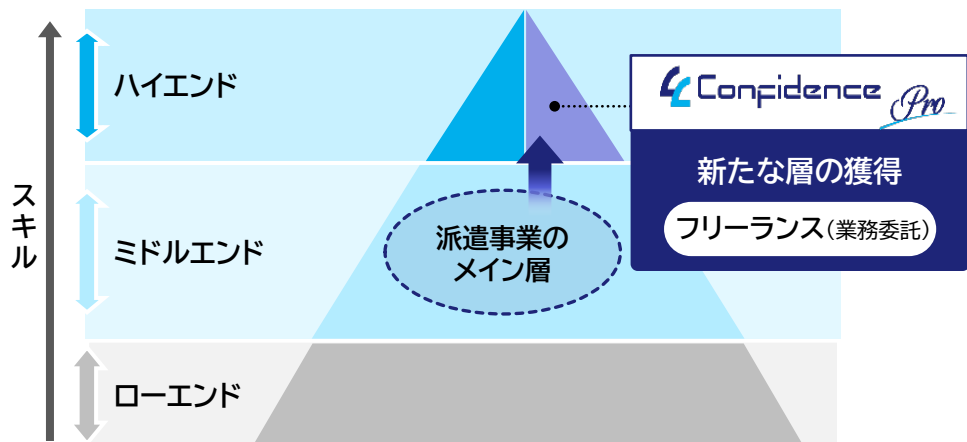 スキル
ハイエンド
ミドルエンド
ローエンド
派遣事業の
メイン層
Confidence Pro
新たな層の獲得
フリーランス(業務委託)